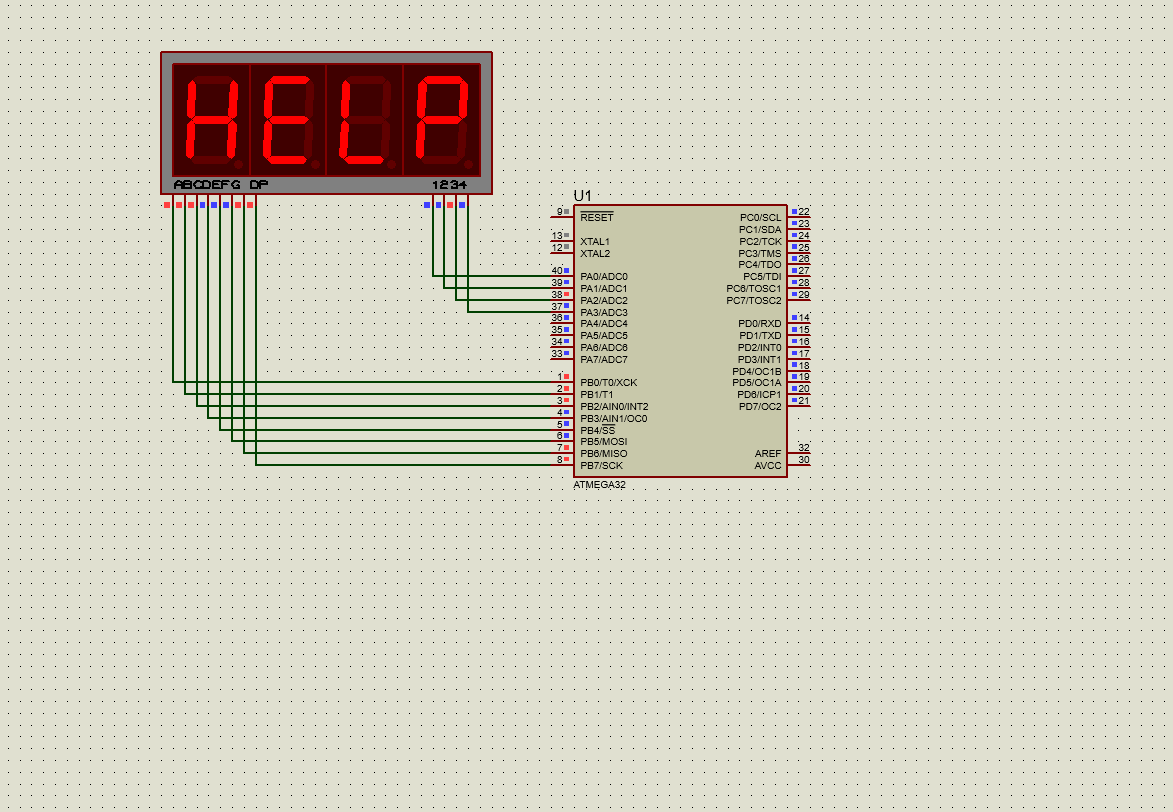 HELP
ABCDEFG DP 1234
U1
9 RESET PC0/SCL 22
PC1/SDA 23
13 XTAL1 PC2/TCK 24
12 XTAL2 PC3/TMS 25
PC4/TDO 26
40 PA0/ADC0 PC5/TDI 27
39 PA1/ADC1 PC6/TOSC1 28
38 PA2/ADC2 PC7/TOSC2 29
37 PA3/ADC3
36 PA4/ADC4 PD0/RXD 14
35 PA5/ADC5 PD1/TXD 15
34 PA6/ADC6 PD2/INT0 16
33 PA7/ADC7 PD3/INT1 17
PD4/OC1B 18
1 PB0/T0/XCK PD5/OC1A 19
2 PB1/T1 PD6/ICP1 20
3 PB2/AIN0/INT2 PD7/OC2 21
4 PB3/AIN1/OC0
5 PB4/SS
6 PB5/MOSI
7 PB6/MISO AREF 32
8 PB7/SCK AVCC 30
ATMEGA32